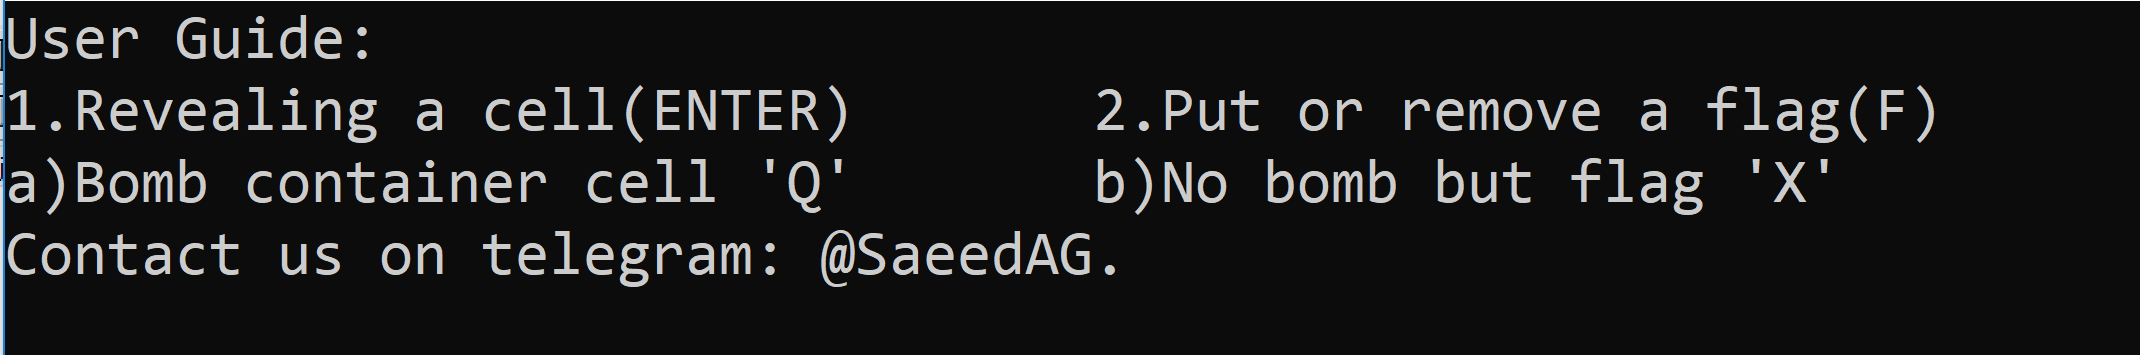 User Guide:
1.Revealing a cell(ENTER) 2.Put or remove a flag(F)
a)Bomb container cell 'Q' b)No bomb but flag 'X'
Contact us on telegram: @SaeedAG.